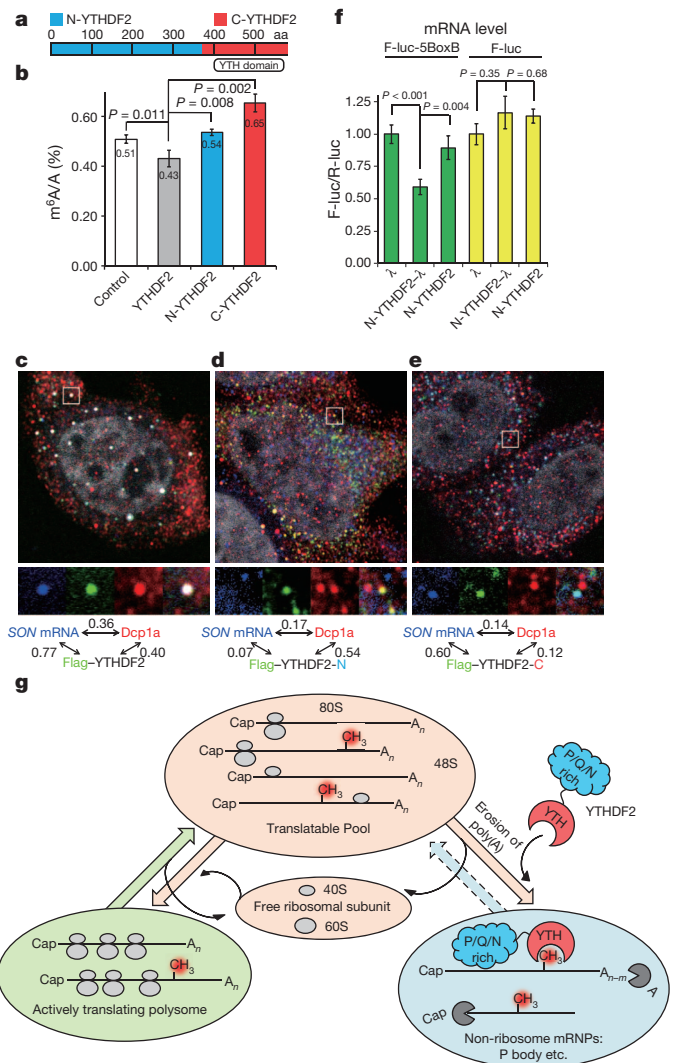 a
N-YTHDF2 C-YTHDF2
0 100 200 300 400 500 aa
YTH domain
b
m⁶A/A (%)
0.60
0.40
0.20
0.00
P = 0.011
P = 0.002
P = 0.008
0.51
0.43
0.54
0.65
Control
YTHDF2
N-YTHDF2
C-YTHDF2
f
mRNA level
F-luc-5BoxB F-luc
P < 0.001
P = 0.004
P = 0.35
P = 0.68
F-luc/R-luc
1.25
1.00
0.75
0.50
0.25
0.00
λ
N-YTHDF2–λ
N-YTHDF2
λ
N-YTHDF2–λ
N-YTHDF2
c
d
e
SON mRNA 0.36 Dcp1a
0.77 0.40
Flag–YTHDF2
SON mRNA 0.17 Dcp1a
0.07 0.54
Flag–YTHDF2-N
SON mRNA 0.14 Dcp1a
0.60 0.12
Flag–YTHDF2-C
g
80S
Cap An
CH3
Cap An
48S
Cap An
CH3
Cap An
Translatable Pool
40S
Free ribosomal subunit
60S
Erosion of
poly(A)
P/Q/N
rich
YTH
YTHDF2
Cap An
CH3
Cap An
Actively translating polysome
P/Q/N
rich
YTH
CH3
Cap An–m
A
CH3
Cap
Non-ribosome mRNPs:
P body etc.